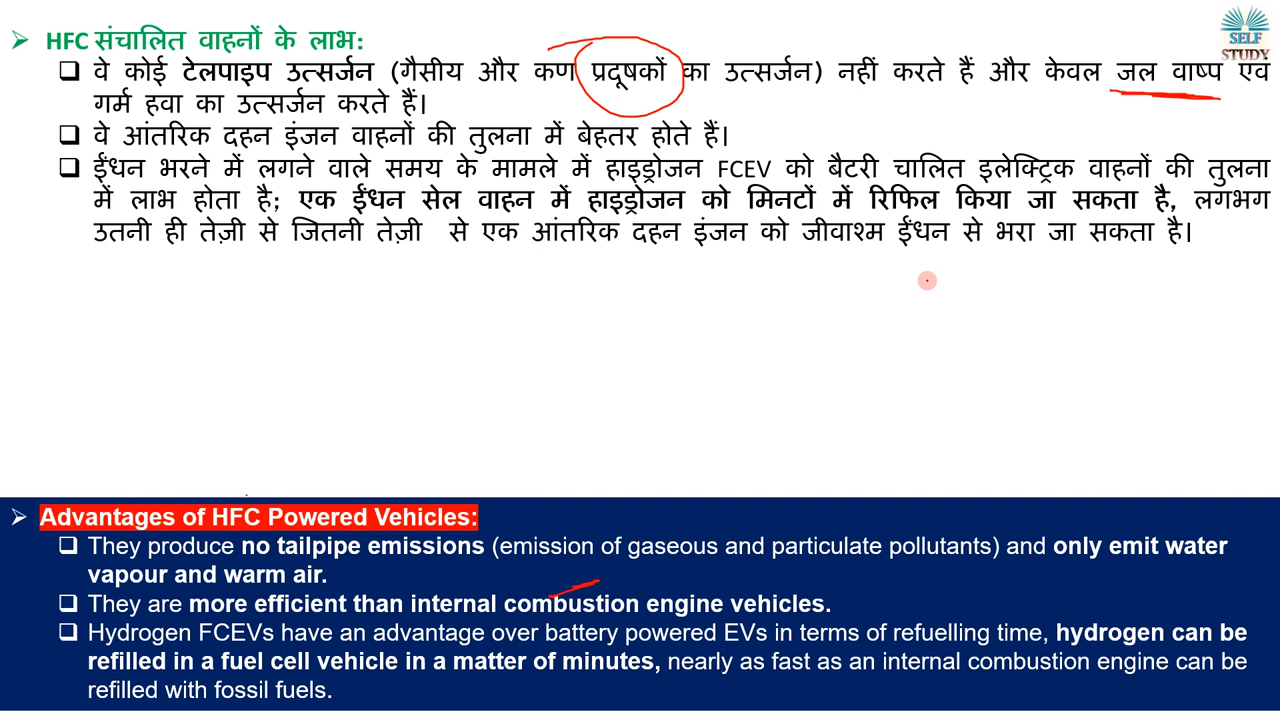 ➢ HFC संचालित वाहनों के लाभ:
SELF
STUDY
❑ वे कोई टेलपाइप उत्सर्जन (गैसीय और कण प्रदूषकों का उत्सर्जन) नहीं करते हैं और केवल जल वाष्प एवं
गर्म हवा का उत्सर्जन करते हैं।
❑ वे आंतरिक दहन इंजन वाहनों की तुलना में बेहतर होते हैं।
❑ ईंधन भरने में लगने वाले समय के मामले में हाइड्रोजन FCEV को बैटरी चालित इलेक्ट्रिक वाहनों की तुलना
में लाभ होता है; एक ईंधन सेल वाहन में हाइड्रोजन को मिनटों में रिफिल किया जा सकता है, लगभग
उतनी ही तेज़ी से जितनी तेज़ी से एक आंतरिक दहन इंजन को जीवाश्म ईंधन से भरा जा सकता है।
➢ Advantages of HFC Powered Vehicles:
❑ They produce no tailpipe emissions (emission of gaseous and particulate pollutants) and only emit water
vapour and warm air.
❑ They are more efficient than internal combustion engine vehicles.
❑ Hydrogen FCEVs have an advantage over battery powered EVs in terms of refuelling time, hydrogen can be
refilled in a fuel cell vehicle in a matter of minutes, nearly as fast as an internal combustion engine can be
refilled with fossil fuels.